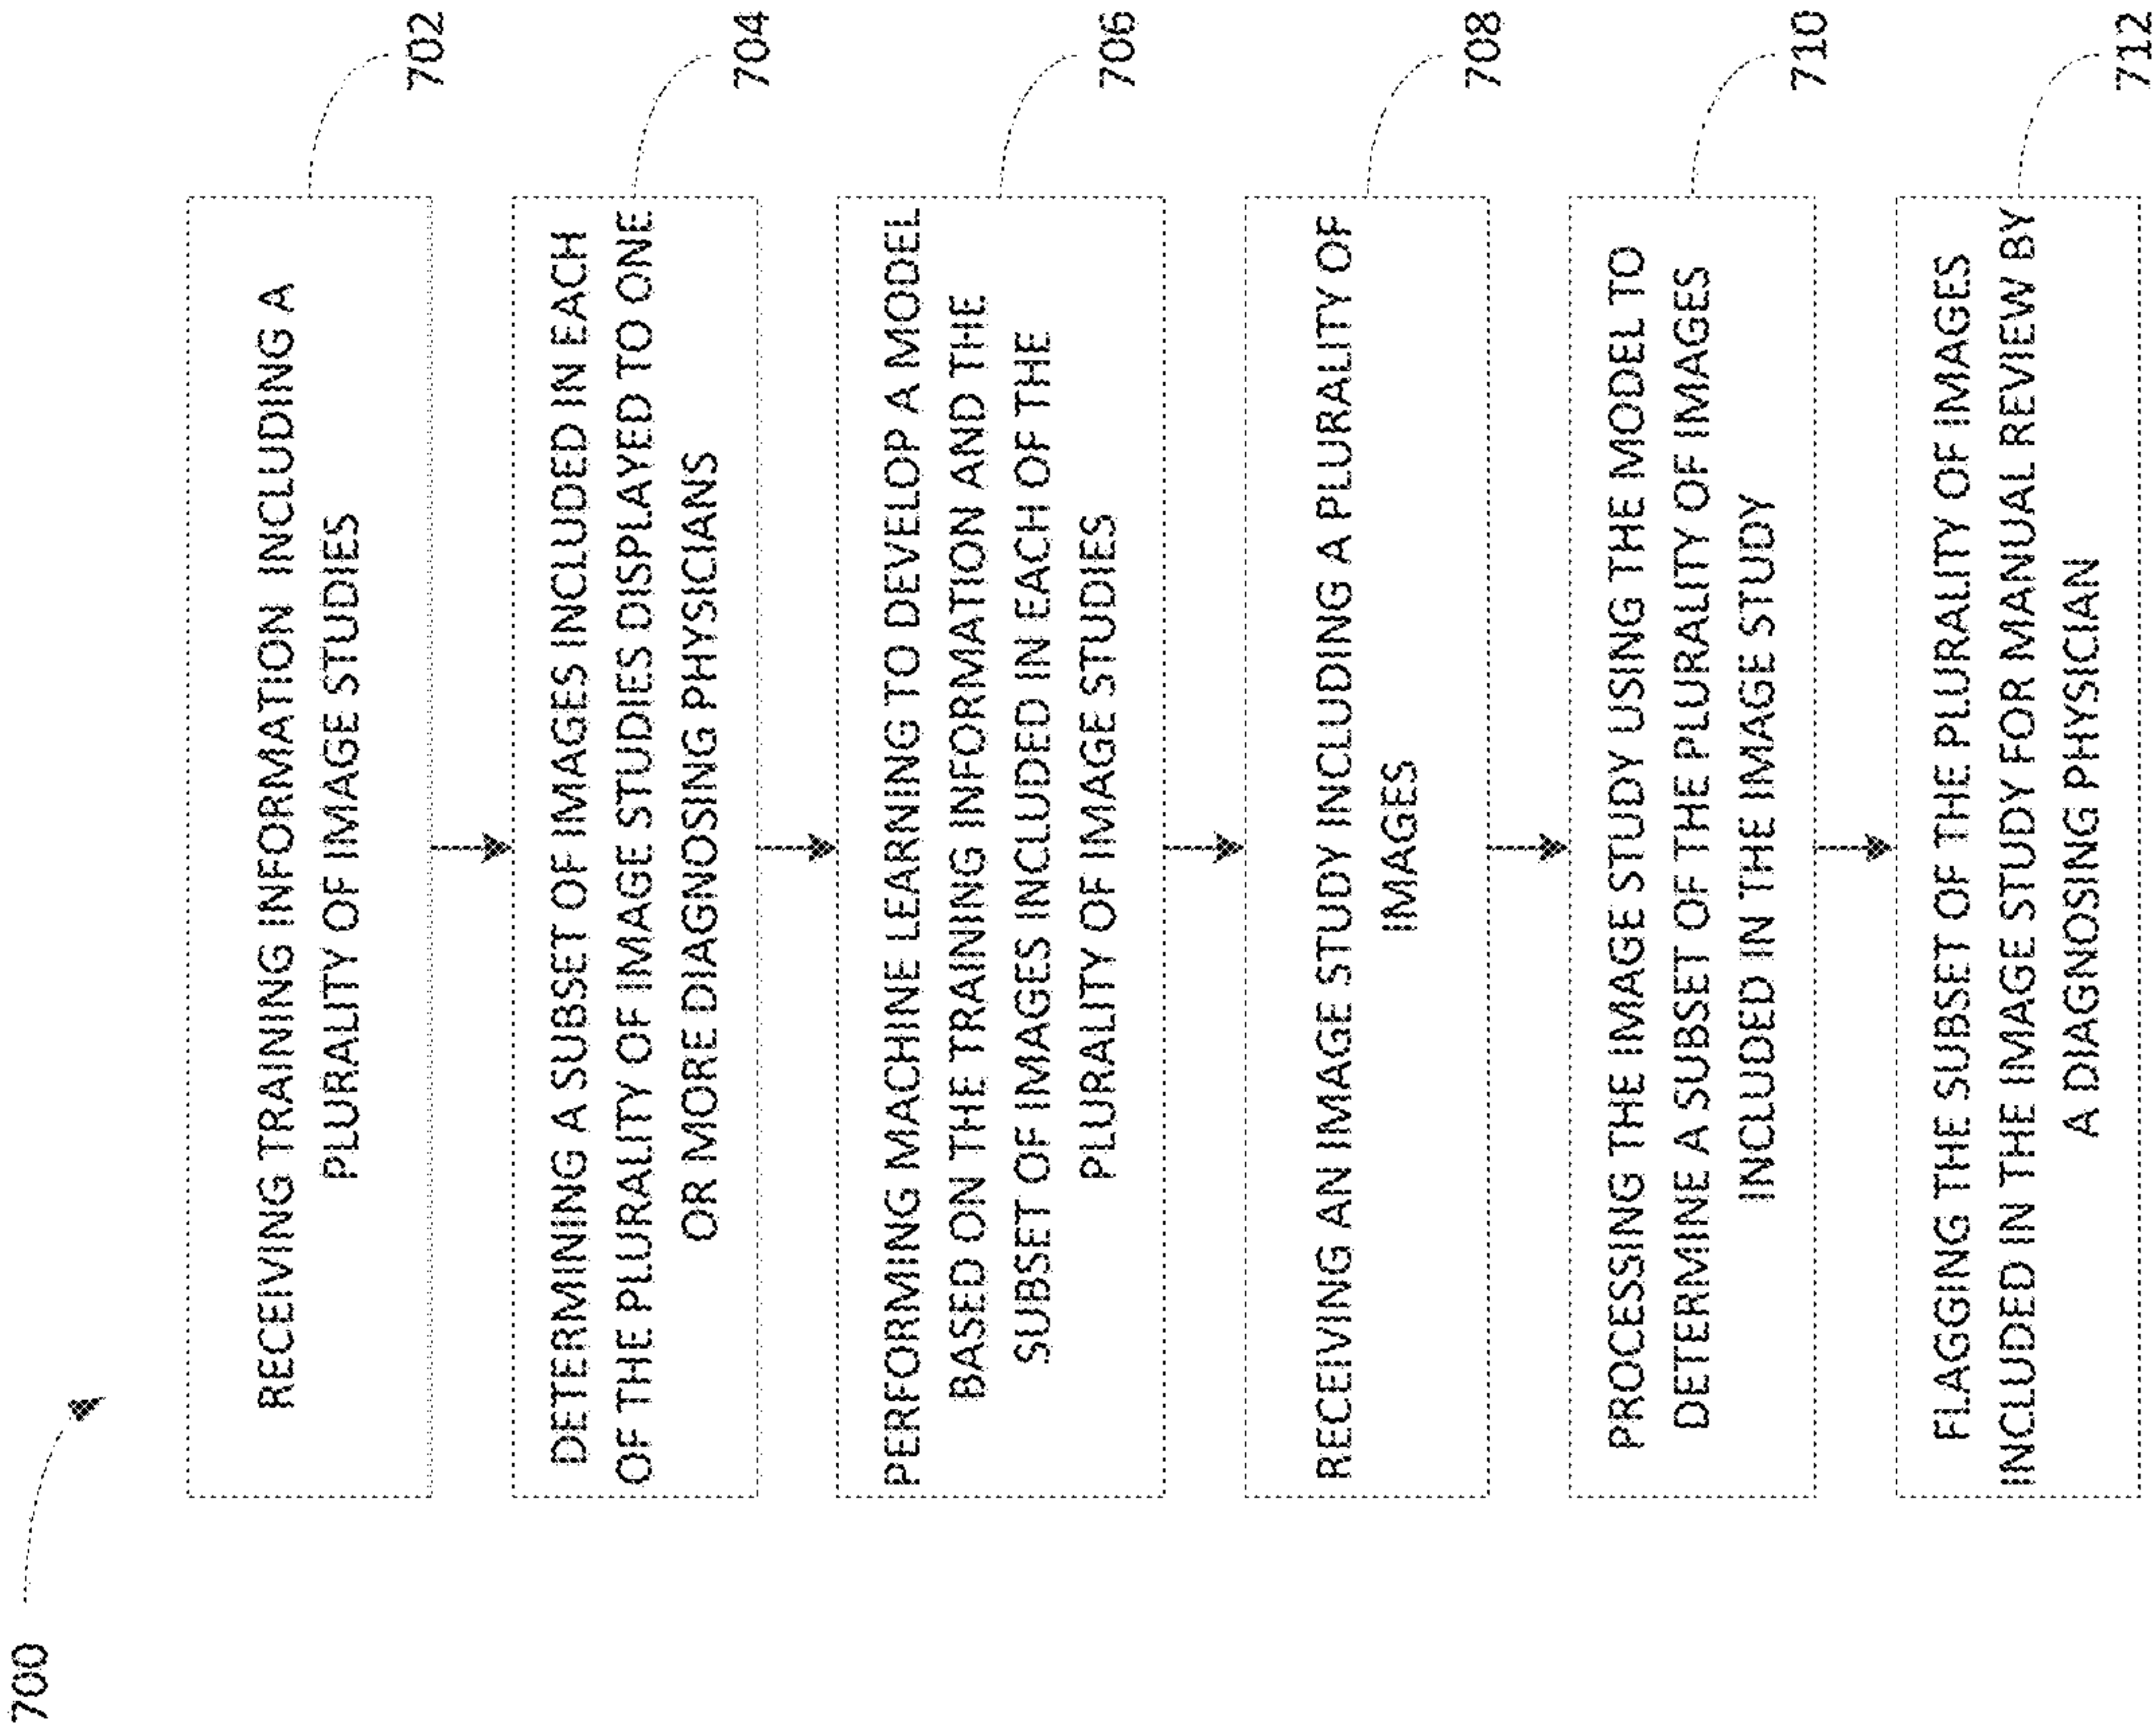 700
RECEIVING TRAINING INFORMATION INCLUDING A
PLURALITY OF IMAGE STUDIES
702
DETERMINING A SUBSET OF IMAGES INCLUDED IN EACH
OF THE PLURALITY OF IMAGE STUDIES DISPLAYED TO ONE
OR MORE DIAGNOSING PHYSICIANS
704
PERFORMING MACHINE LEARNING TO DEVELOP A MODEL
BASED ON THE TRAINING INFORMATION AND THE
SUBSET OF IMAGES INCLUDED IN EACH OF THE
PLURALITY OF IMAGE STUDIES
706
RECEIVING AN IMAGE STUDY INCLUDING A PLURALITY OF
IMAGES
708
PROCESSING THE IMAGE STUDY USING THE MODEL TO
DETERMINE A SUBSET OF THE PLURALITY OF IMAGES
INCLUDED IN THE IMAGE STUDY
710
FLAGGING THE SUBSET OF THE PLURALITY OF IMAGES
INCLUDED IN THE IMAGE STUDY FOR MANUAL REVIEW BY
A DIAGNOSING PHYSICIAN
712